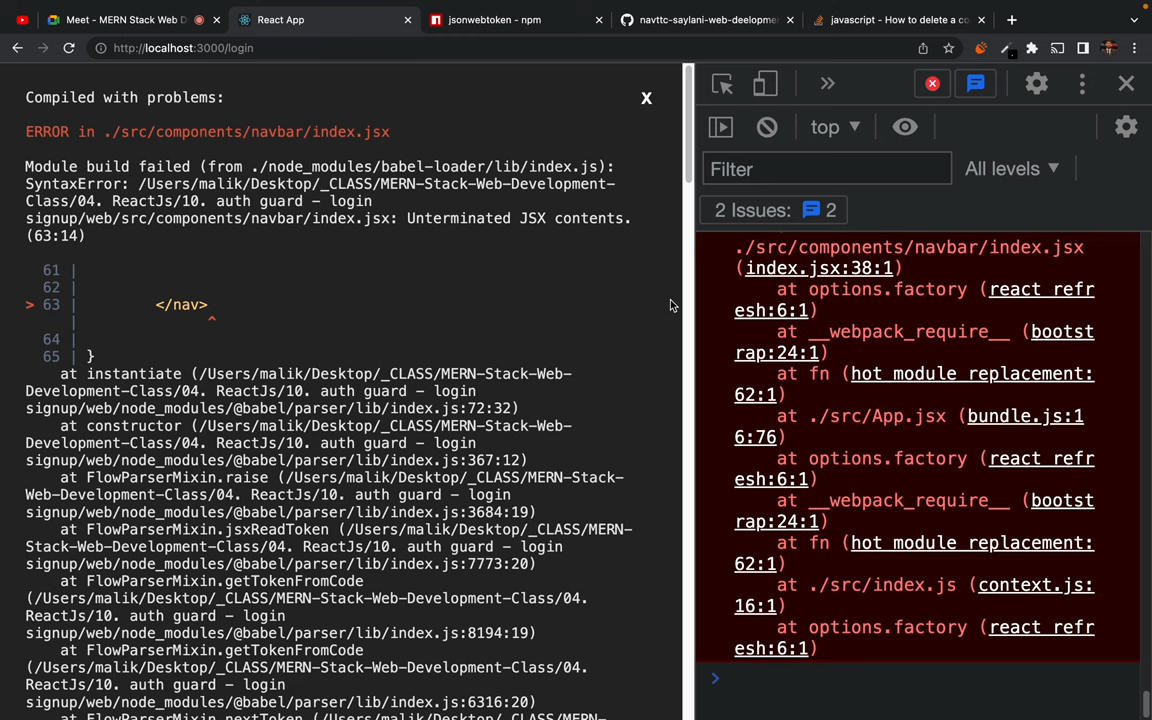 Meet - MERN Stack Web D
React App
jsonwebtoken - npm
navttc-saylani-web-deelopme
javascript - How to delete a co
http://localhost:3000/login
Compiled with problems:
X
ERROR in ./src/components/navbar/index.jsx
Module build failed (from ./node_modules/babel-loader/lib/index.js):
SyntaxError: /Users/malik/Desktop/_CLASS/MERN-Stack-Web-Development-
Class/04. ReactJs/10. auth guard - login
signup/web/src/components/navbar/index.jsx: Unterminated JSX contents.
(63:14)
61 |
62 |
> 63 | </nav>
| ^
64 |
65 | }
at instantiate (/Users/malik/Desktop/_CLASS/MERN-Stack-Web-
Development-Class/04. ReactJs/10. auth guard - login
signup/web/node_modules/@babel/parser/lib/index.js:72:32)
at constructor (/Users/malik/Desktop/_CLASS/MERN-Stack-Web-
Development-Class/04. ReactJs/10. auth guard - login
signup/web/node_modules/@babel/parser/lib/index.js:367:12)
at FlowParserMixin.raise (/Users/malik/Desktop/_CLASS/MERN-Stack-
Web-Development-Class/04. ReactJs/10. auth guard - login
signup/web/node_modules/@babel/parser/lib/index.js:3684:19)
at FlowParserMixin.jsxReadToken (/Users/malik/Desktop/_CLASS/MERN-
Stack-Web-Development-Class/04. ReactJs/10. auth guard - login
signup/web/node_modules/@babel/parser/lib/index.js:7773:20)
at FlowParserMixin.getTokenFromCode
(/Users/malik/Desktop/_CLASS/MERN-Stack-Web-Development-Class/04.
ReactJs/10. auth guard - login
signup/web/node_modules/@babel/parser/lib/index.js:8194:19)
at FlowParserMixin.getTokenFromCode
(/Users/malik/Desktop/_CLASS/MERN-Stack-Web-Development-Class/04.
ReactJs/10. auth guard - login
signup/web/node_modules/@babel/parser/lib/index.js:6316:20)
at FlowParserMixin.nextToken (/Users/malik/Desktop/_CLASS/MERN-
top
Filter
All levels
2 Issues: 2
./src/components/navbar/index.jsx
(index.jsx:38:1)
at options.factory (react refr
esh:6:1)
at __webpack_require__ (bootst
rap:24:1)
at fn (hot module replacement:
62:1)
at ./src/App.jsx (bundle.js:1
6:76)
at options.factory (react refr
esh:6:1)
at __webpack_require__ (bootst
rap:24:1)
at fn (hot module replacement:
62:1)
at ./src/index.js (context.js:
16:1)
at options.factory (react refr
esh:6:1)
>